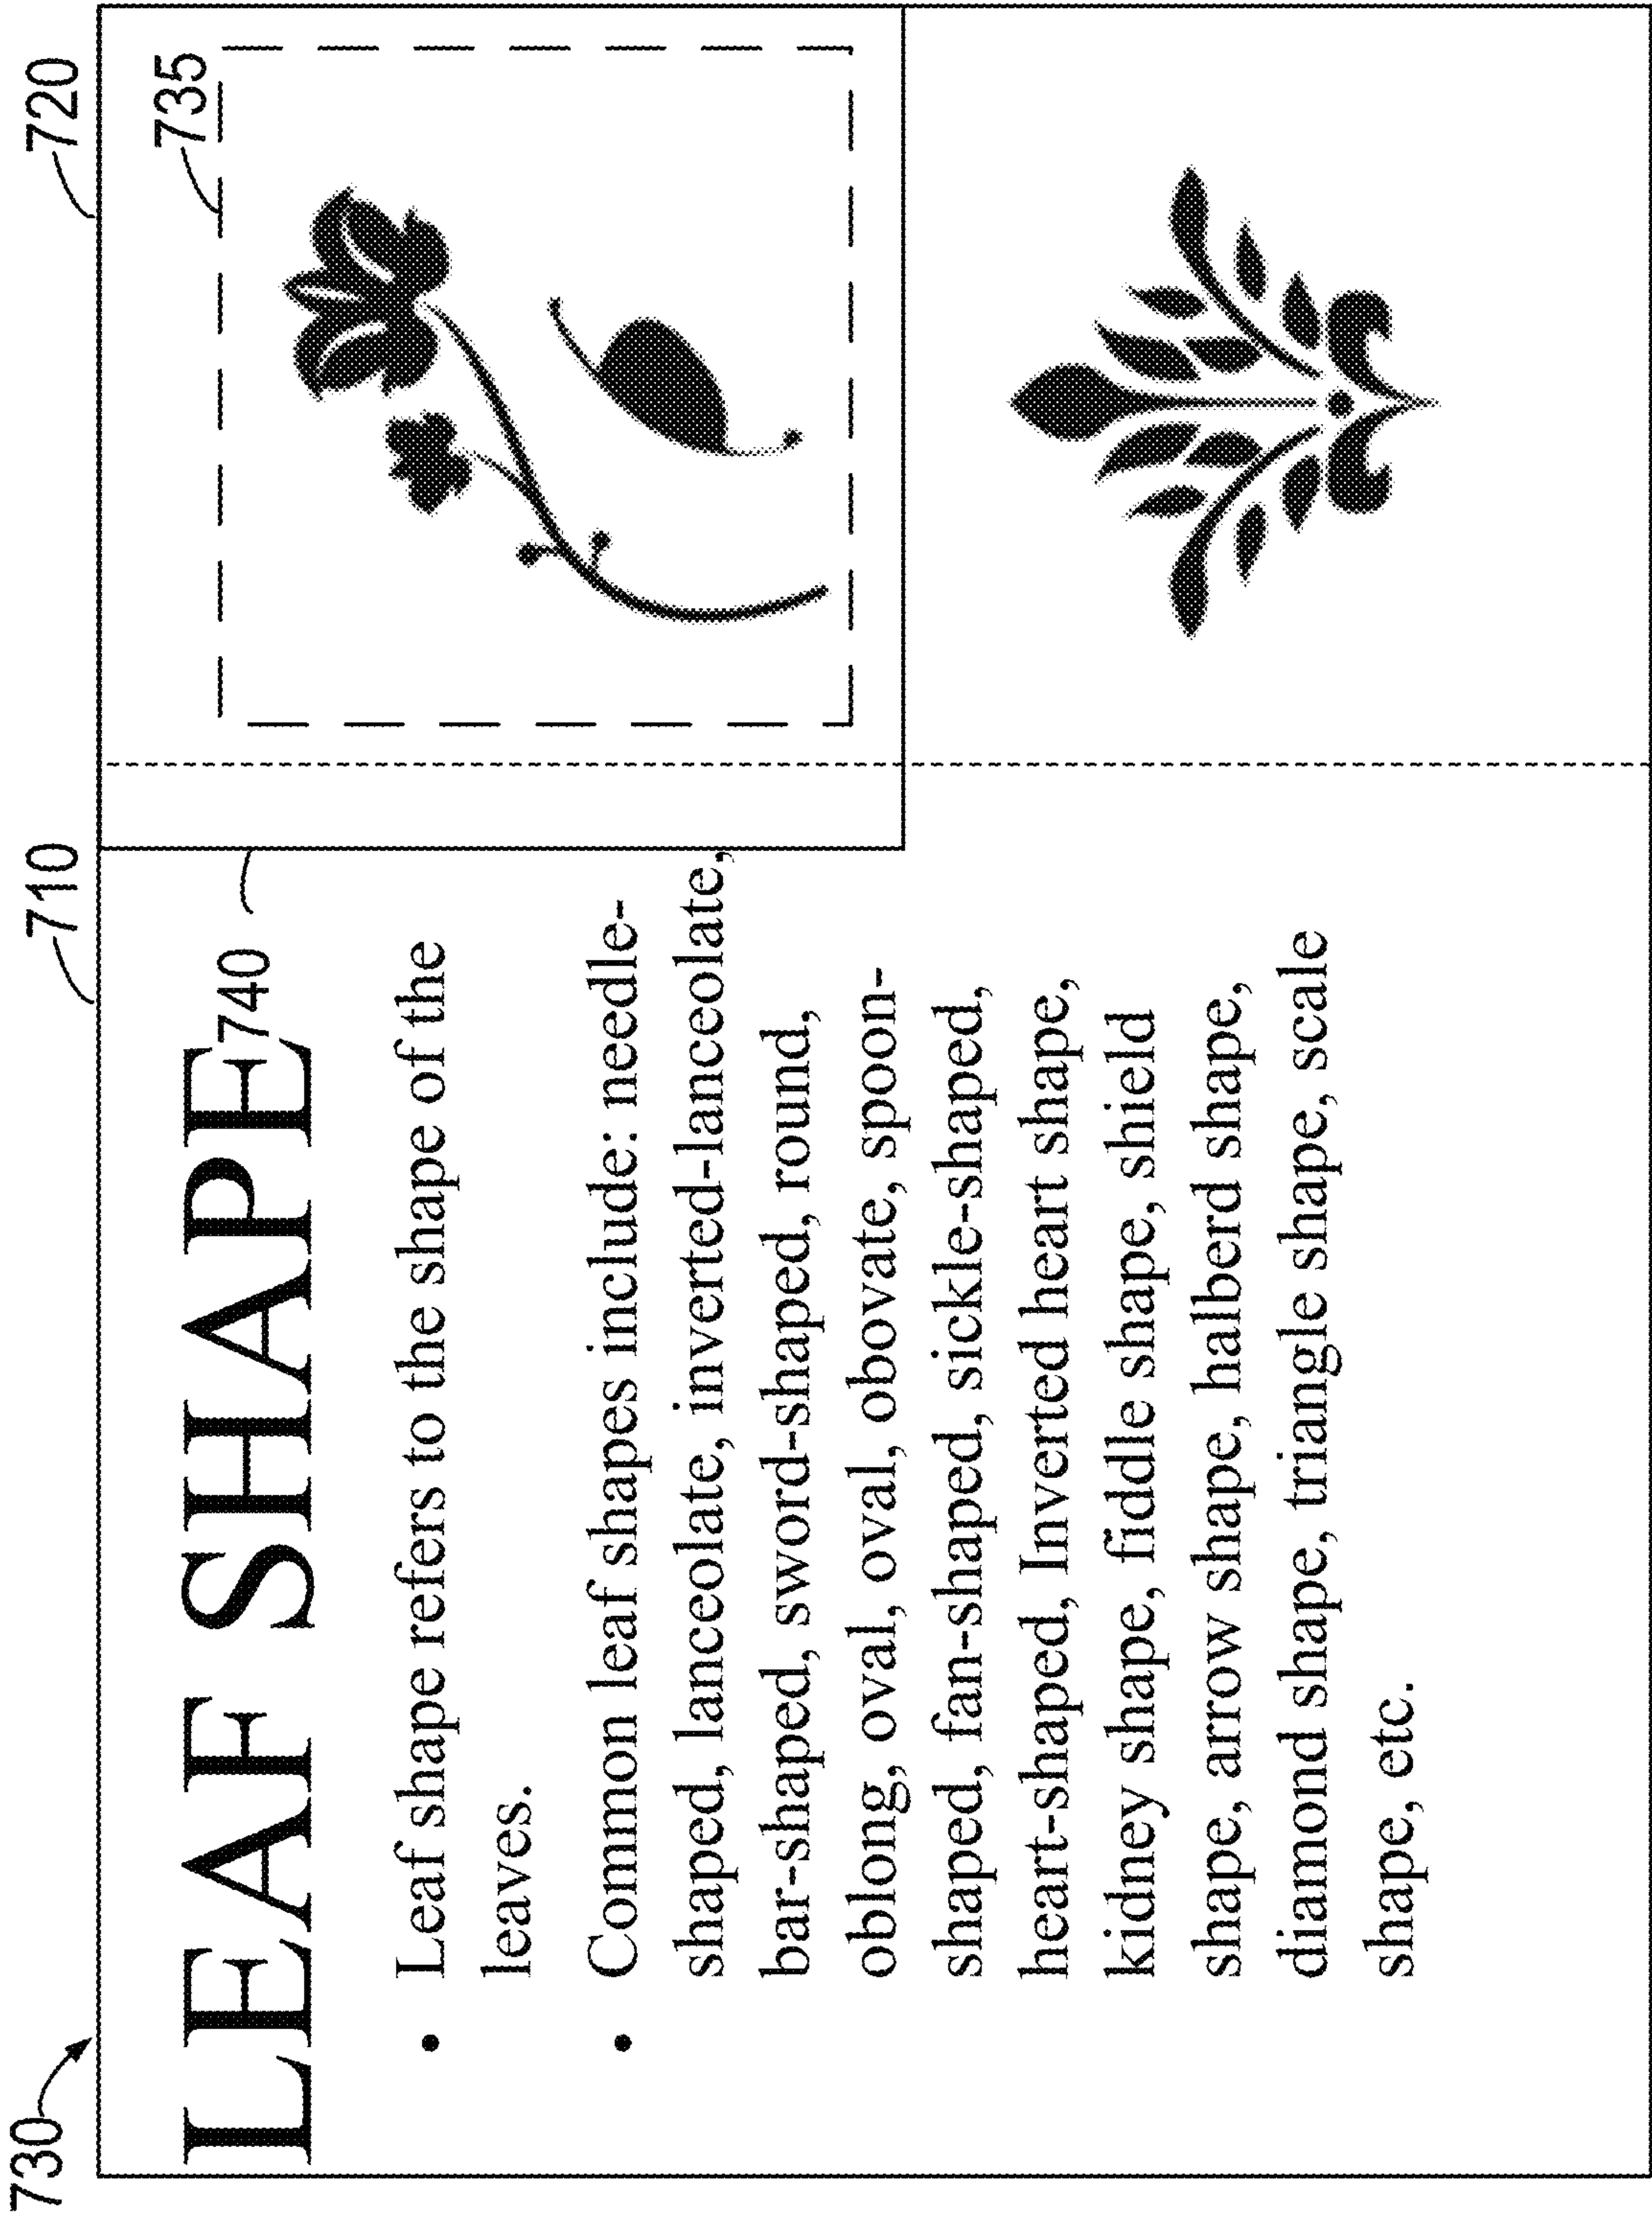 730
710
720
735
LEAF SHAPE
740
• Leaf shape refers to the shape of the
leaves.
• Common leaf shapes include: needle-
shaped, lanceolate, inverted-lanceolate,
bar-shaped, sword-shaped, round,
oblong, oval, oval, obovate, spoon-
shaped, fan-shaped, sickle-shaped,
heart-shaped, Inverted heart shape,
kidney shape, fiddle shape, shield
shape, arrow shape, halberd shape,
diamond shape, triangle shape, scale
shape, etc.